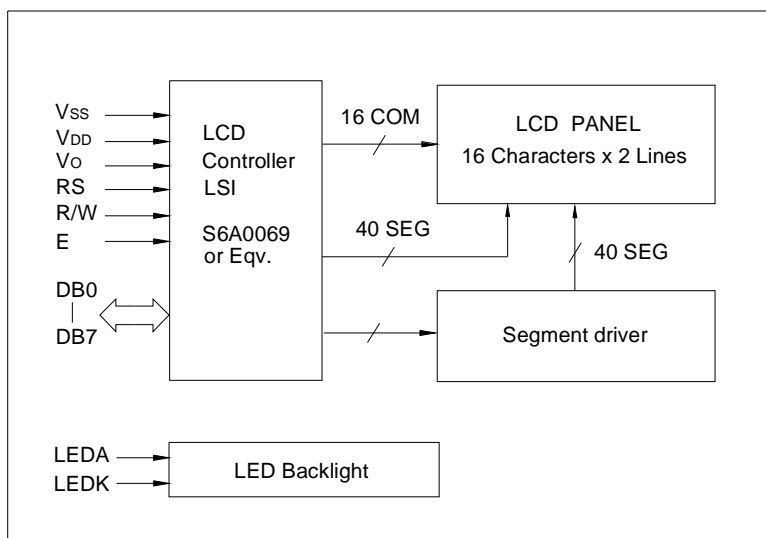 VSS
VDD
VO
RS
R/W
E
DB0
DB7
LCD
Controller
LSI
S6A0069
or Eqv.
16 COM
40 SEG
LCD PANEL
16 Characters x 2 Lines
40 SEG
Segment driver
LEDA
LEDK
LED Backlight